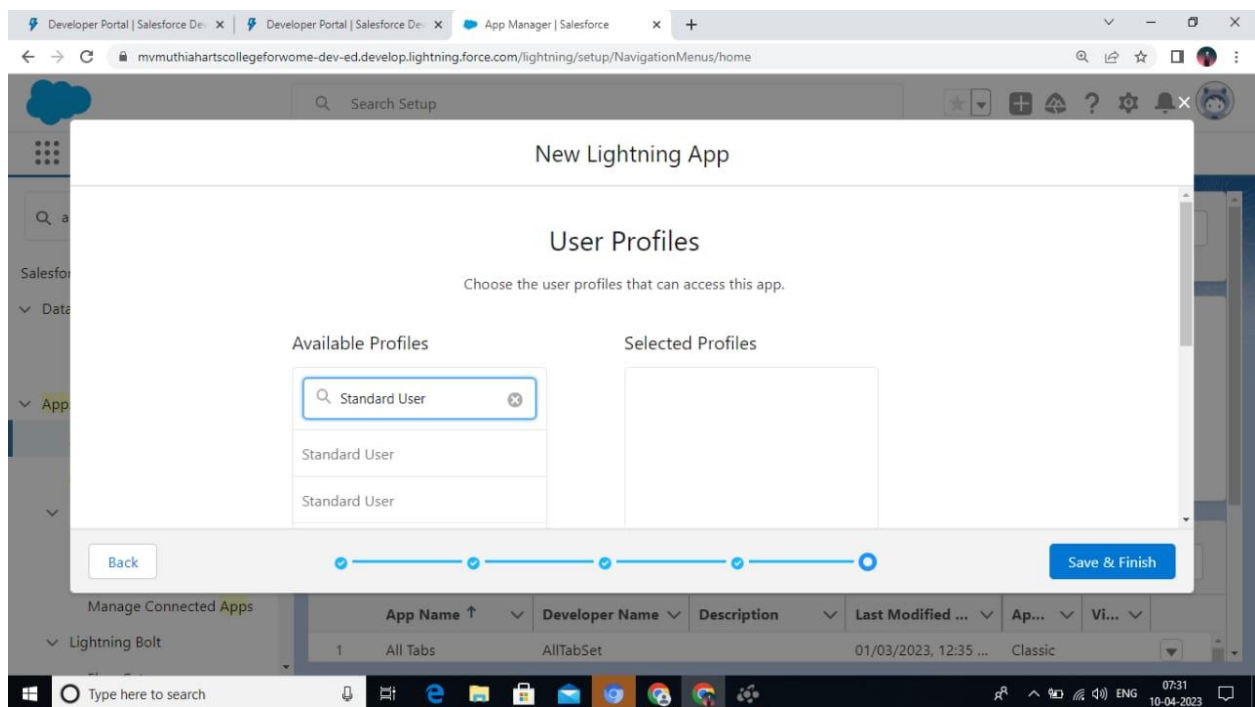 Developer Portal | Salesforce De
Developer Portal | Salesforce De
App Manager | Salesforce
mvmuthiahartscollegeforwome-dev-ed.develop.lightning.force.com/lightning/setup/NavigationMenus/home
Search Setup
New Lightning App
a
User Profiles
Salesfor
Choose the user profiles that can access this app.
Data
Available Profiles
Selected Profiles
Standard User
App
Standard User
Standard User
Back
Save & Finish
Manage Connected Apps
App Name
Developer Name
Description
Last Modified ...
Ap...
Vi...
Lightning Bolt
1 All Tabs AllTabSet 01/03/2023, 12:35 ... Classic
Type here to search
ENG
07:31
10-04-2023